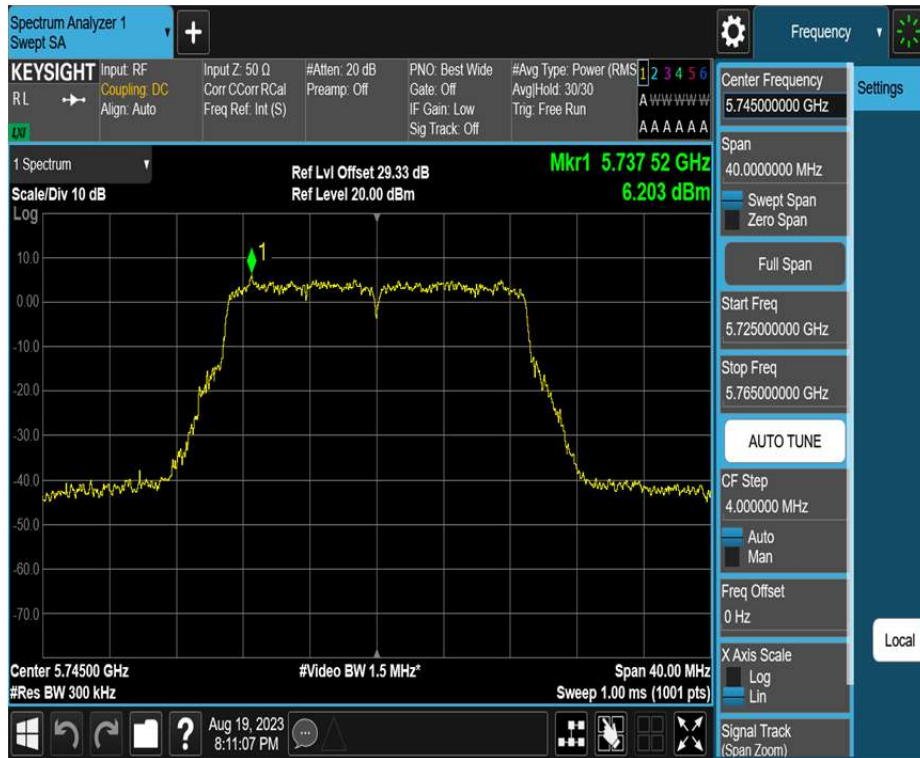 Spectrum Analyzer 1
Swept SA
+
Frequency
KEYSIGHT
R L
LXI
Input: RF
Coupling: DC
Align: Auto
Input Z: 50 Ω
Corr CCorr RCal
Freq Ref: Int (S)
#Atten: 20 dB
Preamp: Off
PNO: Best Wide
Gate: Off
IF Gain: Low
Sig Track: Off
#Avg Type: Power (RMS
Avg|Hold: 30/30
Trig: Free Run
1 2 3 4 5 6
A W W W W W
A A A A A A
1 Spectrum
Scale/Div 10 dB
Log
Ref Lvl Offset 29.33 dB
Ref Level 20.00 dBm
Mkr1 5.737 52 GHz
6.203 dBm
1
10.0
0.00
-10.0
-20.0
-30.0
-40.0
-50.0
-60.0
-70.0
Center 5.74500 GHz
#Res BW 300 kHz
#Video BW 1.5 MHz*
Span 40.00 MHz
Sweep 1.00 ms (1001 pts)
?
Aug 19, 2023
8:11:07 PM
Center Frequency
5.745000000 GHz
Span
40.0000000 MHz
Swept Span
Zero Span
Full Span
Start Freq
5.725000000 GHz
Stop Freq
5.765000000 GHz
AUTO TUNE
CF Step
4.000000 MHz
Auto
Man
Freq Offset
0 Hz
X Axis Scale
Log
Lin
Signal Track
(Span Zoom)
Settings
Local